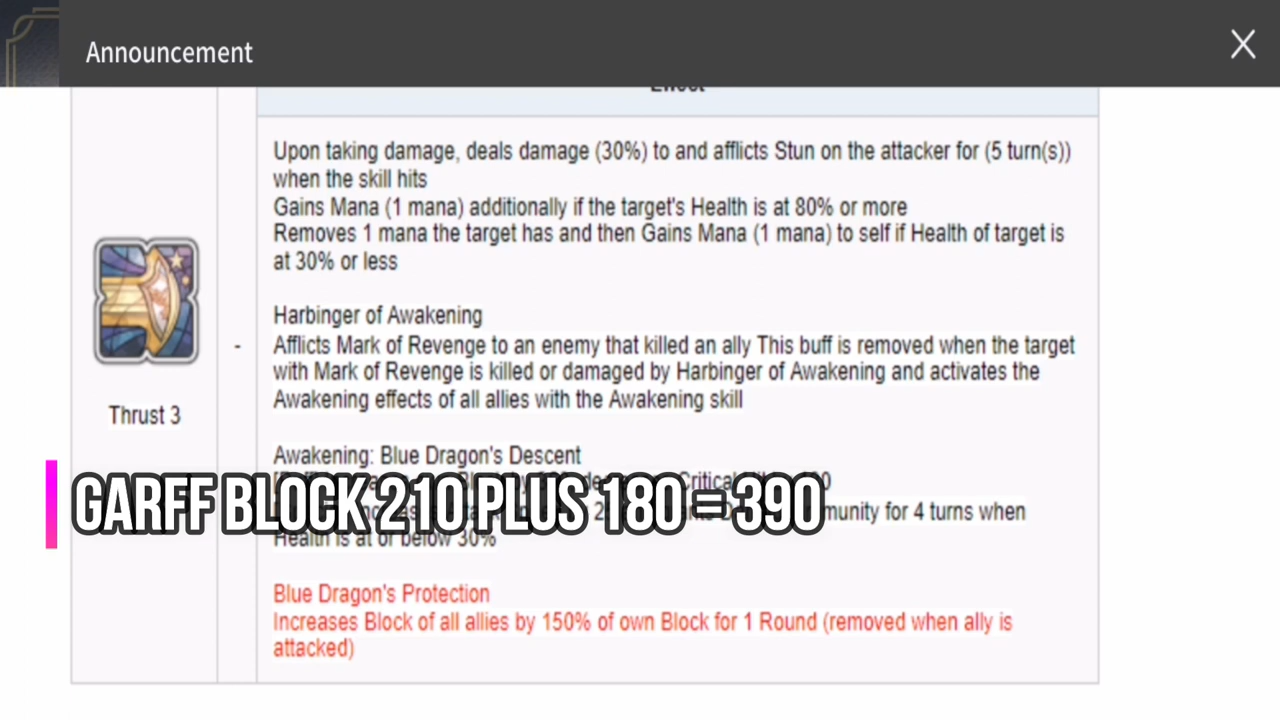 Announcement
Effect
Upon taking damage, deals damage (30%) to and afflicts Stun on the attacker for (5 turn(s))
when the skill hits
Gains Mana (1 mana) additionally if the target's Health is at 80% or more
Removes 1 mana the target has and then Gains Mana (1 mana) to self if Health of target is
at 30% or less
Harbinger of Awakening
- Afflicts Mark of Revenge to an enemy that killed an ally This buff is removed when the target
with Mark of Revenge is killed or damaged by Harbinger of Awakening and activates the
Awakening effects of all allies with the Awakening skill
Thrust 3
Awakening: Blue Dragon's Descent
Critical
GARFF BLOCK 210 PLUS 180 = 390
for 4 turns when
Health is at or below 30%
Blue Dragon's Protection
Increases Block of all allies by 150% of own Block for 1 Round (removed when ally is
attacked)